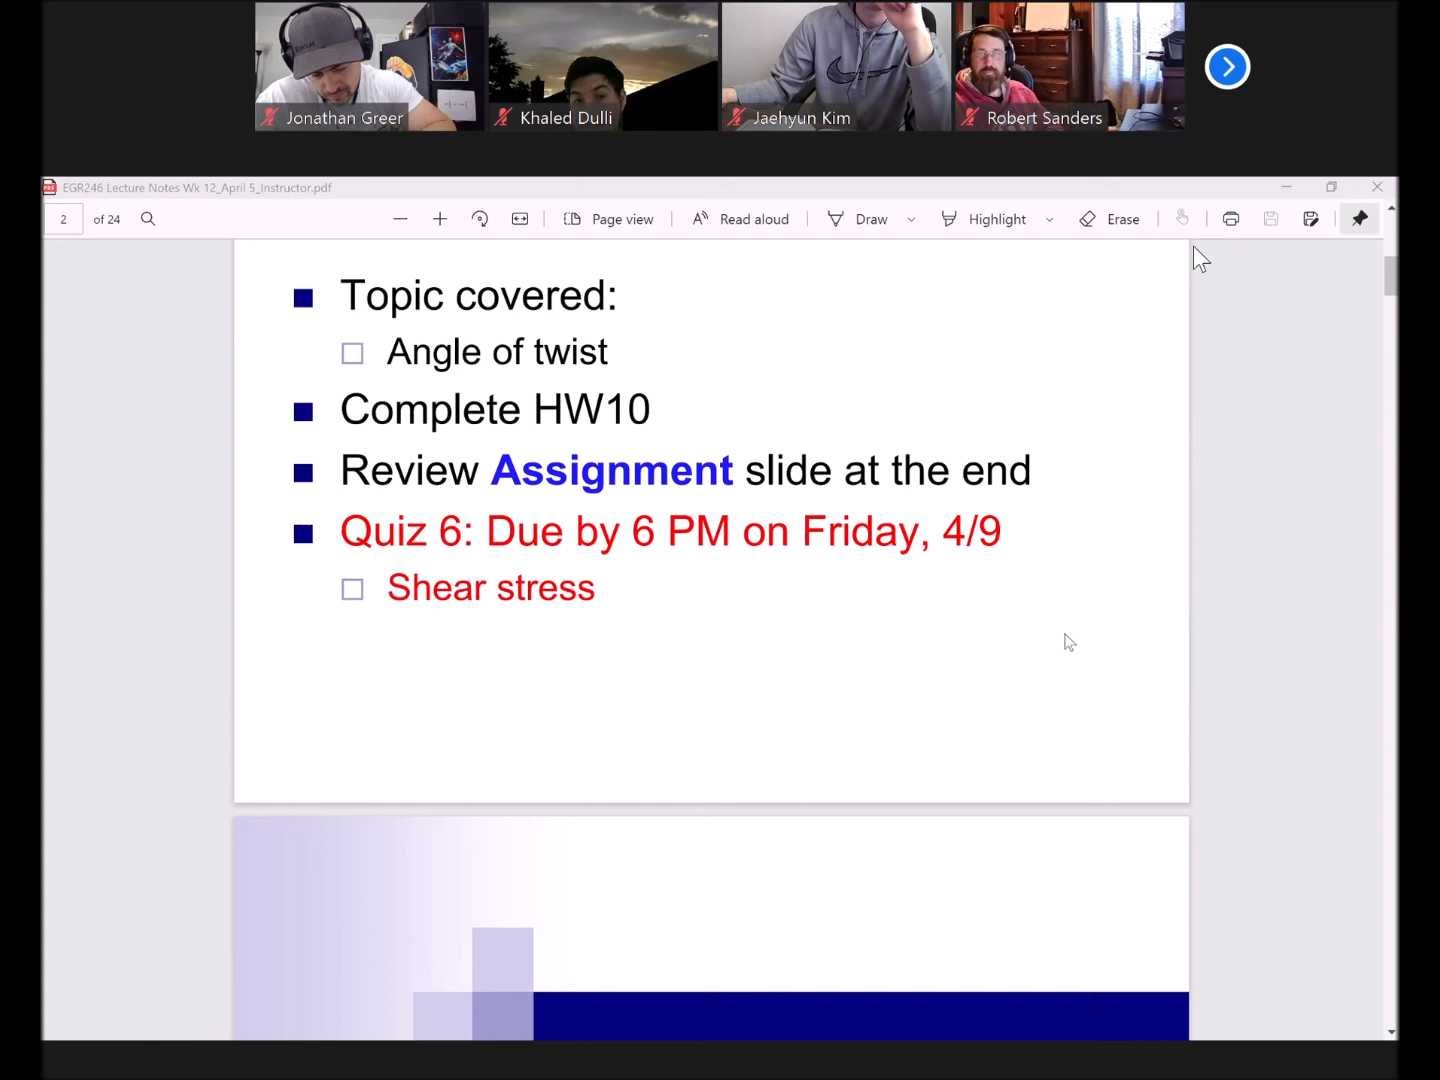 Jonathan Greer
Khaled Dulli
Jaehyun Kim
Robert Sanders
EGR246 Lecture Notes Wk 12_April 5_Instructor.pdf
2 of 24 Page view Read aloud Draw Highlight Erase
Topic covered:
Angle of twist
Complete HW10
Review Assignment slide at the end
Quiz 6: Due by 6 PM on Friday, 4/9
Shear stress